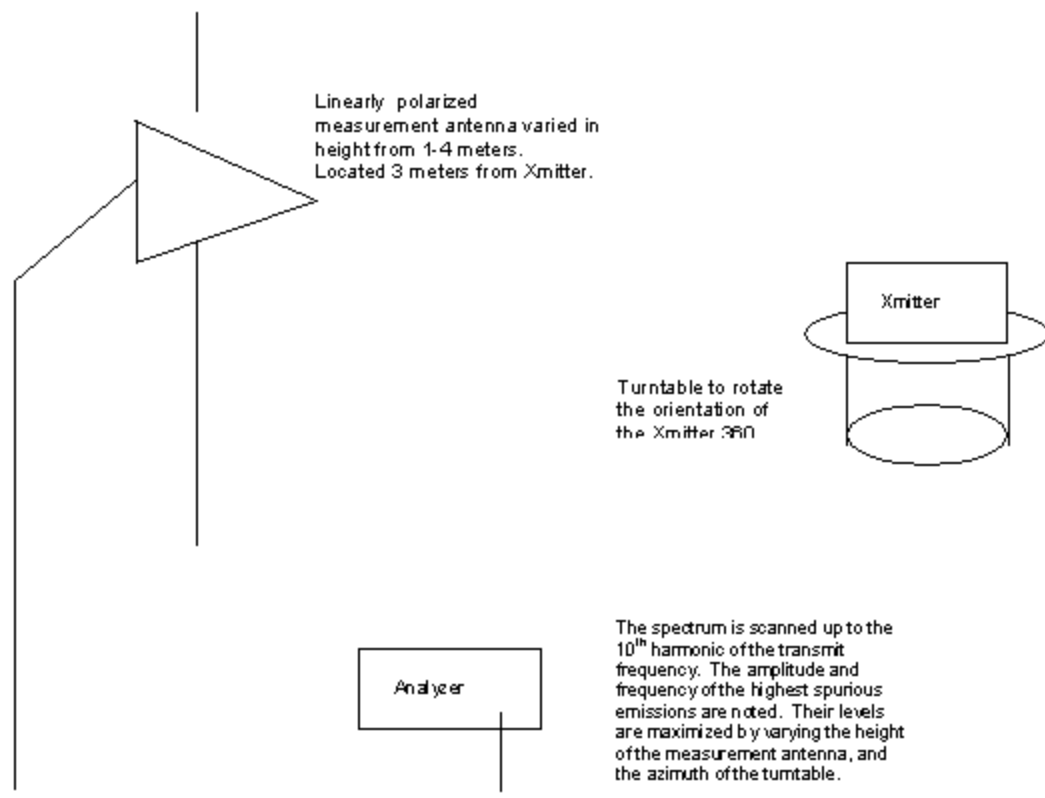 Linearly polarized
measurement antenna varied in
height from 1-4 meters.
Located 3 meters from Xmitter.
Xmitter
Turntable to rotate
the orientation of
the Xmitter 360
The spectrum is scanned up to the
10th harmonic of the transmit
frequency. The amplitude and
frequency of the highest spurious
emissions are noted. Their levels
are maximized by varying the height
of the measurement antenna, and
the azimuth of the turntable.
Analyzer